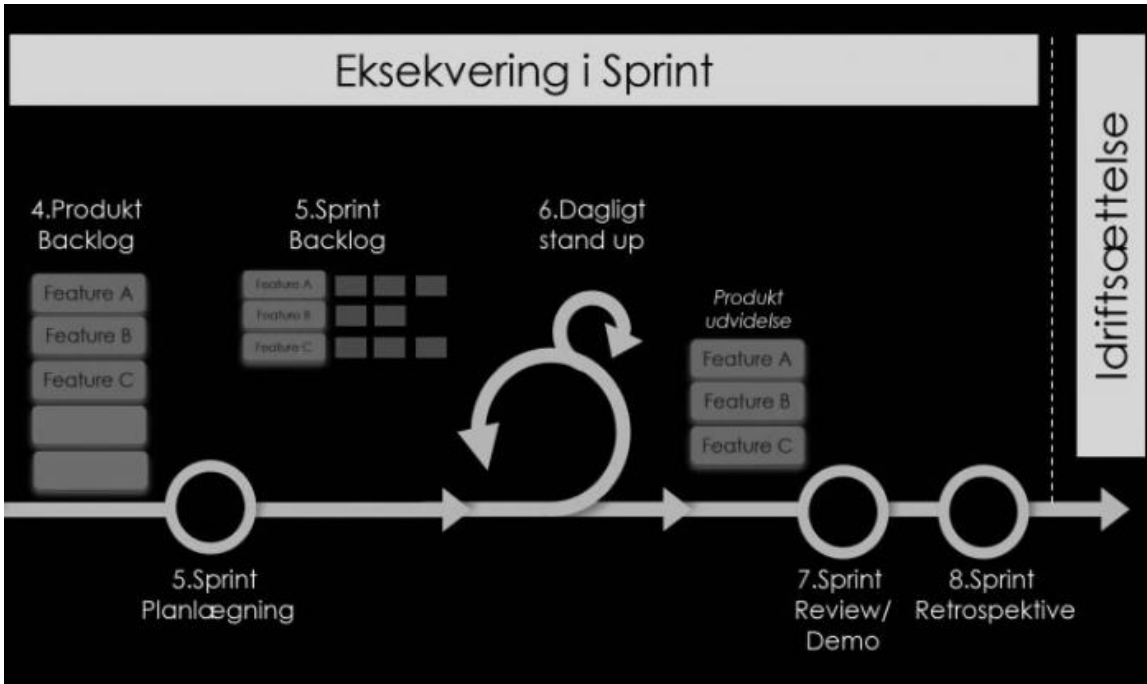 Eksekvering i Sprint
Idriftsættelse
4.Produkt
Backlog
Feature A
Feature B
Feature C
5.Sprint
Backlog
Feature A
Feature B
Feature C
6.Dagligt
stand up
Produkt
udvidelse
Feature A
Feature B
Feature C
5.Sprint
Planlægning
7.Sprint
Review/
Demo
8.Sprint
Retrospektive